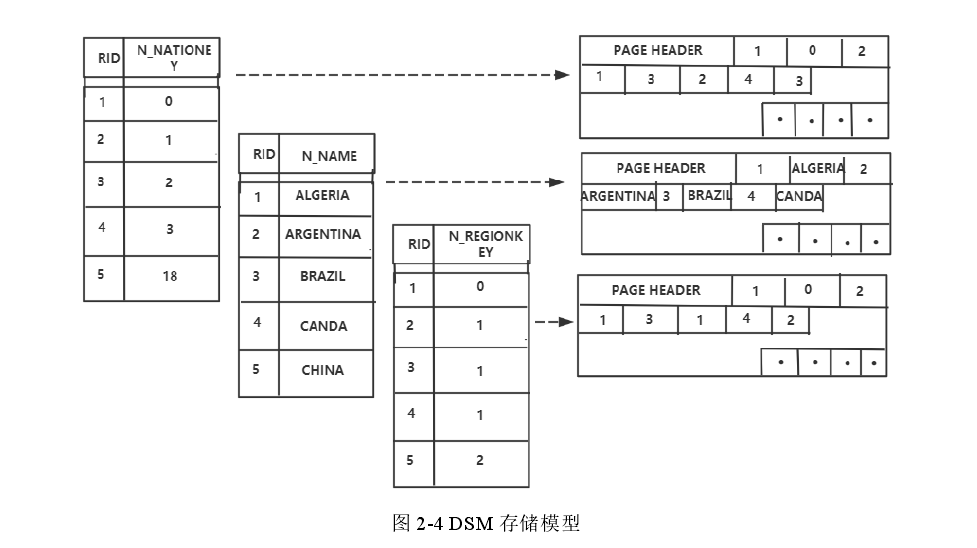 RID N_NATIONE
Y
1 0
2 1
3 2
4 3
5 18
RID N_NAME
1 ALGERIA
2 ARGENTINA
3 BRAZIL
4 CANDA
5 CHINA
RID N_REGIONK
EY
1 0
2 1
3 1
4 1
5 2
PAGE HEADER 1 0 2
1 3 2 4 3
PAGE HEADER 1 ALGERIA 2
ARGENTINA 3 BRAZIL 4 CANDA
PAGE HEADER 1 0 2
1 3 1 4 2
图 2-4 DSM 存储模型